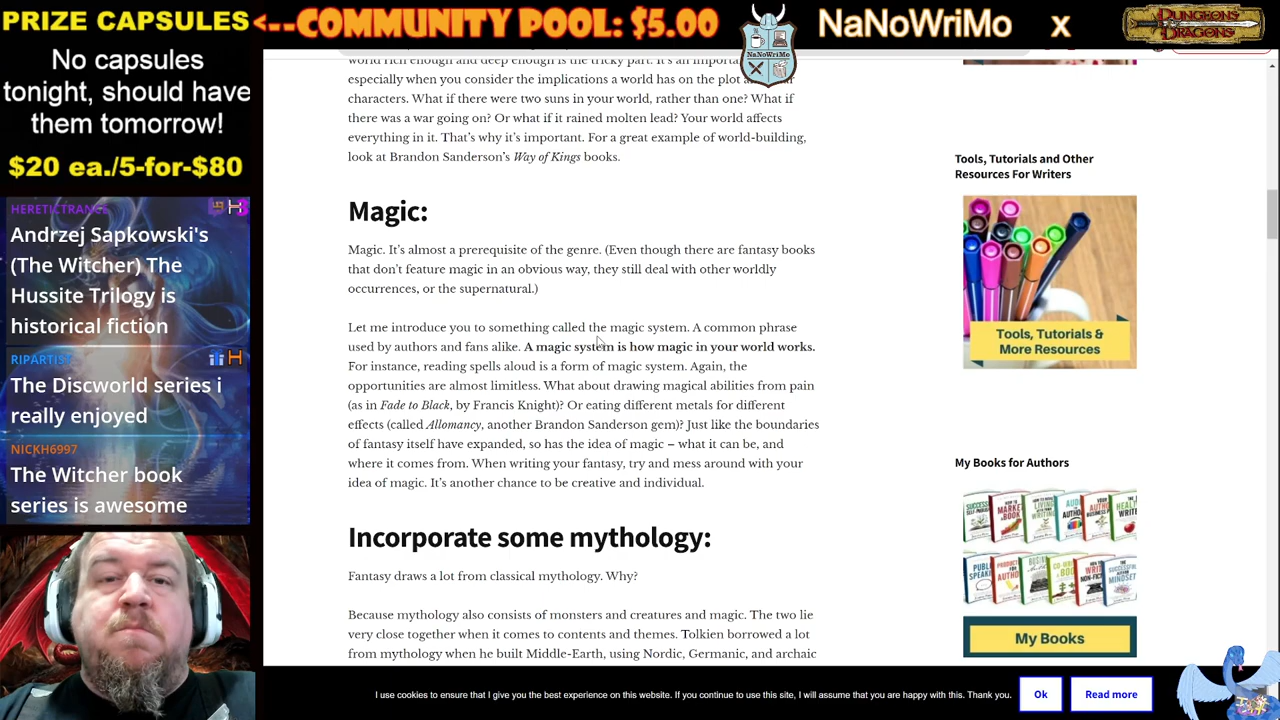 PRIZE CAPSULES
No capsules
tonight, should have
them tomorrow!
$20 ea./5-for-$80
<--COMMUNITY POOL: $5.00
NaNoWriMo
NaNoWriMo x
DUNGEONS & DRAGONS
HERETICTRANCE
Andrzej Sapkowski's
(The Witcher) The
Hussite Trilogy is
historical fiction
RIPARTIST
The Discworld series i
really enjoyed
NICKH6997
The Witcher book
series is awesome
world rich enough and deep enough is the tricky part. It's an
especially when you consider the implications a world has on the plot
characters. What if there were two suns in your world, rather than one? What if
there was a war going on? Or what if it rained molten lead? Your world affects
everything in it. That's why it's important. For a great example of world-building,
look at Brandon Sanderson's Way of Kings books.
Magic:
Magic. It's almost a prerequisite of the genre. (Even though there are fantasy books
that don't feature magic in an obvious way, they still deal with other worldly
occurrences, or the supernatural.)
Let me introduce you to something called the magic system. A common phrase
used by authors and fans alike. A magic system is how magic in your world works.
For instance, reading spells aloud is a form of magic system. Again, the
opportunities are almost limitless. What about drawing magical abilities from pain
(as in Fade to Black, by Francis Knight)? Or eating different metals for different
effects (called Allomancy, another Brandon Sanderson gem)? Just like the boundaries
of fantasy itself have expanded, so has the idea of magic – what it can be, and
where it comes from. When writing your fantasy, try and mess around with your
idea of magic. It's another chance to be creative and individual.
Incorporate some mythology:
Fantasy draws a lot from classical mythology. Why?
Because mythology also consists of monsters and creatures and magic. The two lie
very close together when it comes to contents and themes. Tolkien borrowed a lot
from mythology when he built Middle-Earth, using Nordic, Germanic, and archaic
Tools, Tutorials and Other
Resources For Writers
Tools, Tutorials &
More Resources
My Books for Authors
My Books
I use cookies to ensure that I give you the best experience on this website. If you continue to use this site, I will assume that you are happy with this. Thank you.
Ok
Read more